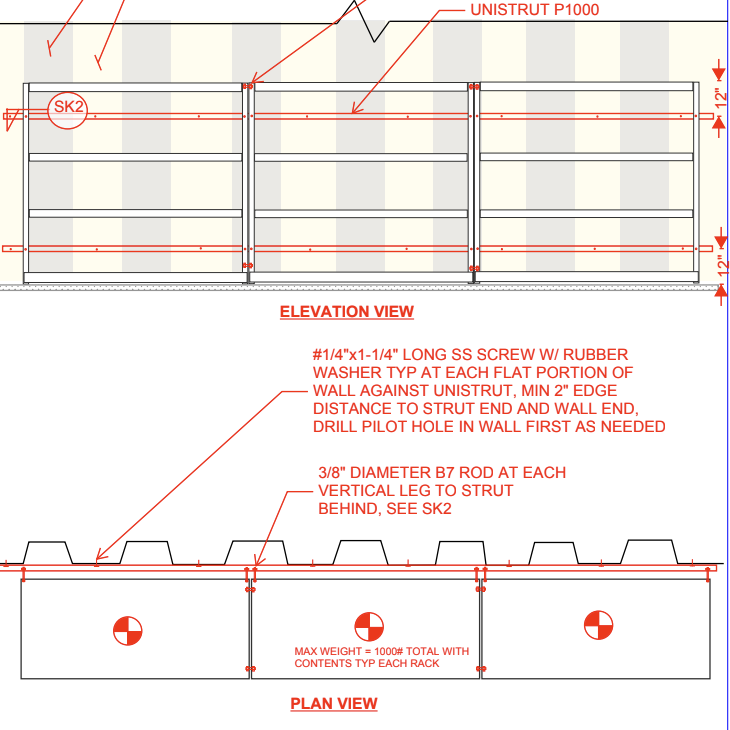 UNISTRUT P1000
12"
SK2
12"
ELEVATION VIEW
#1/4"x1-1/4" LONG SS SCREW W/ RUBBER
WASHER TYP AT EACH FLAT PORTION OF
WALL AGAINST UNISTRUT, MIN 2" EDGE
DISTANCE TO STRUT END AND WALL END,
DRILL PILOT HOLE IN WALL FIRST AS NEEDED
3/8" DIAMETER B7 ROD AT EACH
VERTICAL LEG TO STRUT
BEHIND, SEE SK2
MAX WEIGHT = 1000# TOTAL WITH
CONTENTS TYP EACH RACK
PLAN VIEW